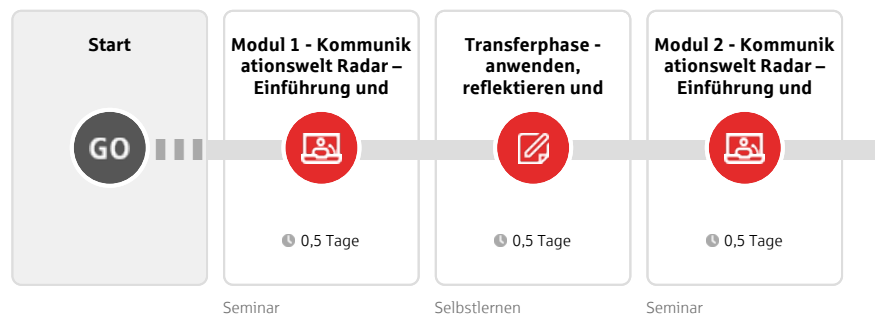 Start
GO
Modul 1 - Kommunik
ationswelt Radar –
Einführung und
0,5 Tage
Seminar
Transferphase -
anwenden,
reflektieren und
0,5 Tage
Selbstlernen
Modul 2 - Kommunik
ationswelt Radar –
Einführung und
0,5 Tage
Seminar